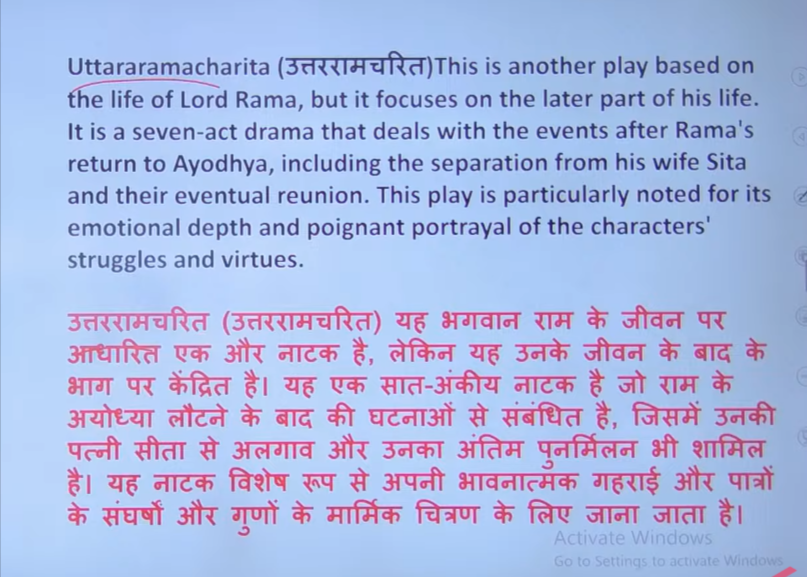 Uttararamacharita (उत्तररामचरित)This is another play based on
the life of Lord Rama, but it focuses on the later part of his life.
It is a seven-act drama that deals with the events after Rama's
return to Ayodhya, including the separation from his wife Sita
and their eventual reunion. This play is particularly noted for its
emotional depth and poignant portrayal of the characters'
struggles and virtues.
उत्तररामचरित (उत्तररामचरित) यह भगवान राम के जीवन पर
आधारित एक और नाटक है, लेकिन यह उनके जीवन के बाद के
भाग पर केंद्रित है। यह एक सात-अंकीय नाटक है जो राम के
अयोध्या लौटने के बाद की घटनाओं से संबंधित है, जिसमें उनकी
पत्नी सीता से अलगाव और उनका अंतिम पुनर्मिलन भी शामिल
है। यह नाटक विशेष रूप से अपनी भावनात्मक गहराई और पात्रों
के संघर्षों और गुणों के मार्मिक चित्रण के लिए जाना जाता है।
Activate Windows
Go to Settings to activate Windows.